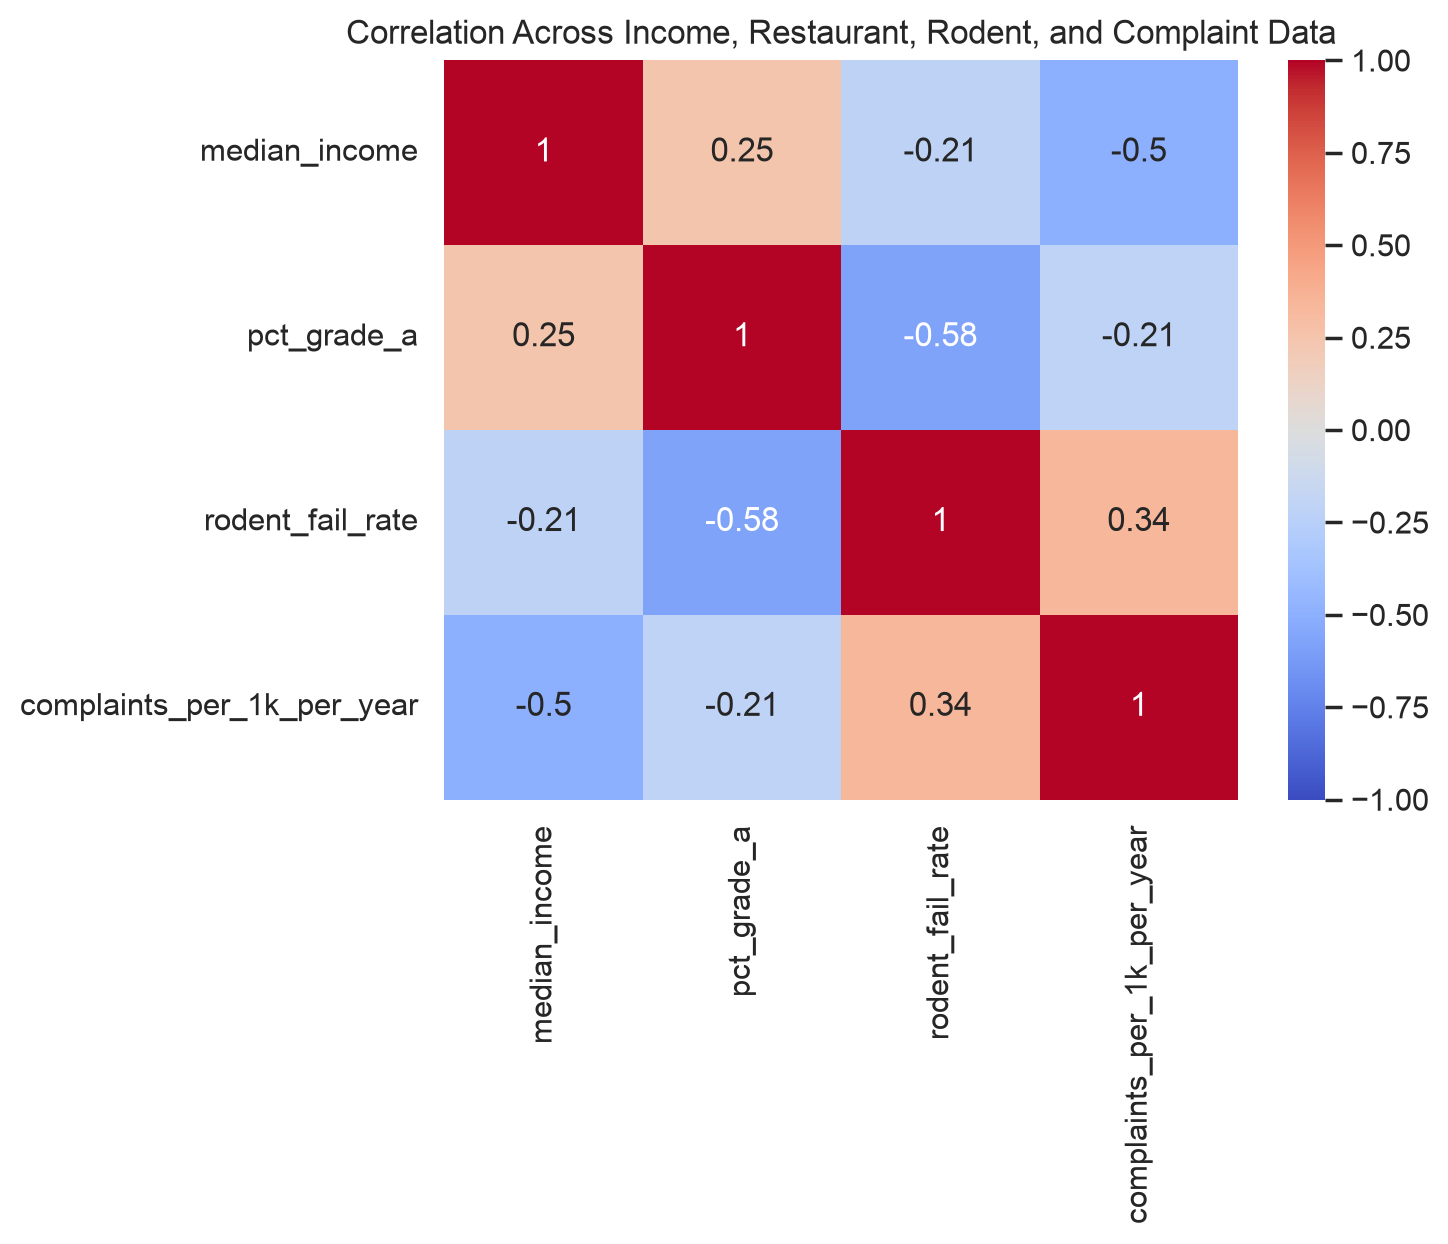 Correlation Across Income, Restaurant, Rodent, and Complaint Data
median_income
1
0.25
-0.21
-0.5
pct_grade_a
0.25
1
-0.58
-0.21
rodent_fail_rate
-0.21
-0.58
1
0.34
complaints_per_1k_per_year
-0.5
-0.21
0.34
1
median_income
pct_grade_a
rodent_fail_rate
complaints_per_1k_per_year
1.00
0.75
0.50
0.25
0.00
−0.25
−0.50
−0.75
−1.00